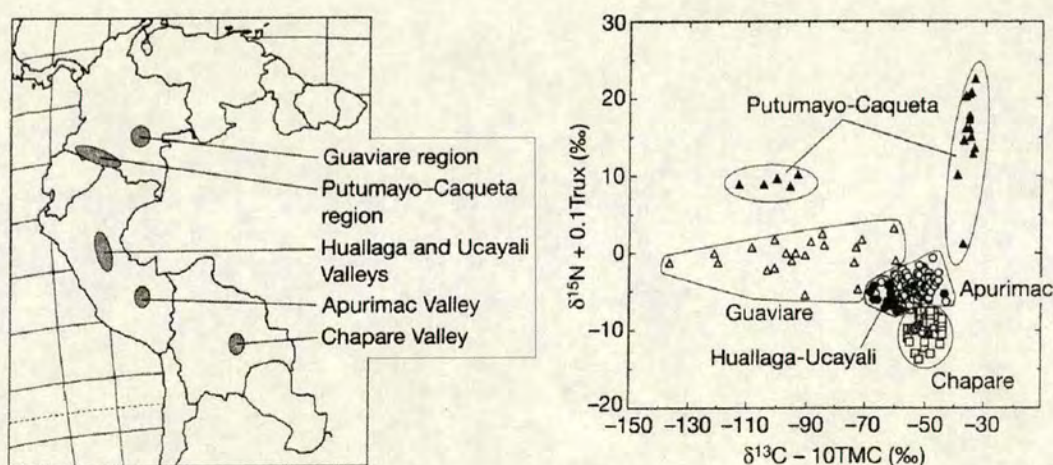 Guaviare region
Putumayo–Caqueta
region
Huallaga and Ucayali
Valleys
Apurimac Valley
Chapare Valley
δ¹⁵N + 0.1Trux (‰)
30
20
10
0
−10
−20
Putumayo-Caqueta
Guaviare
Apurimac
Huallaga-Ucayali
Chapare
−150 −130 −110 −90 −70 −50 −30
δ¹³C − 10TMC (‰)